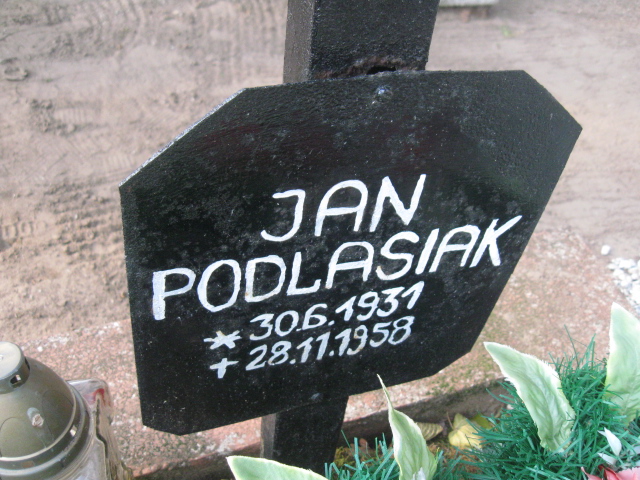 JAN
PODLASIAK
* 30.6.1931
+ 28.11.1958